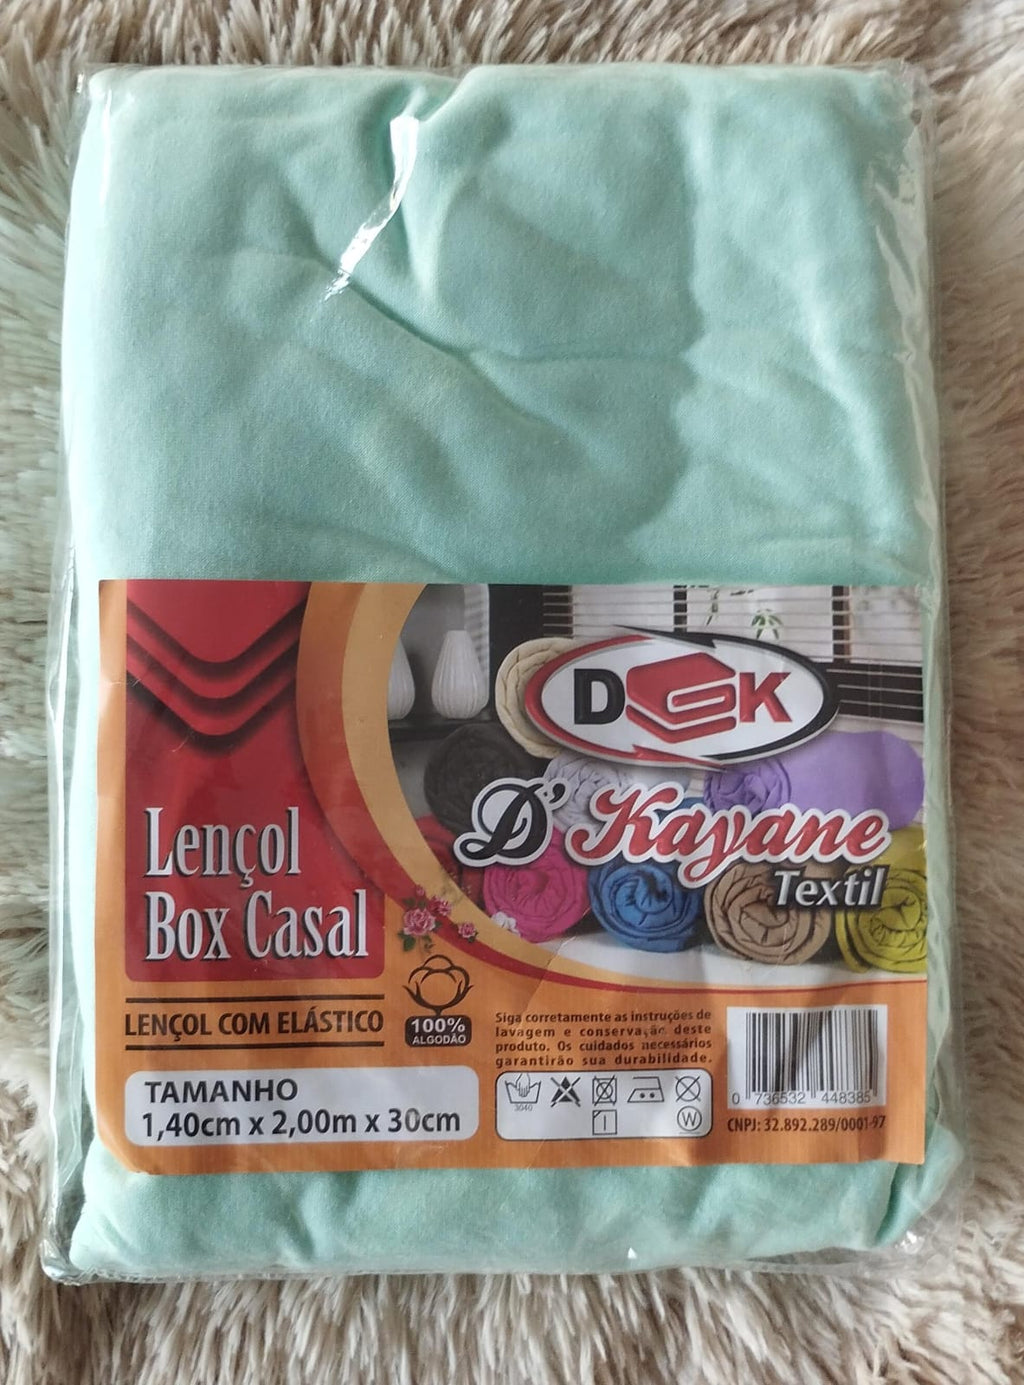 D K
D' Kayane
Textil
Lençol
Box Casal
LENÇOL COM ELÁSTICO
100%
ALGODÃO
TAMANHO
1,40cm x 2,00m x 30cm
Siga corretamente as instruções de
lavagem e conservação deste
produto. Os cuidados necessários
garantirão sua durabilidade.
3040
W
0 736532 448385
CNPJ: 32.892.289/0001-97